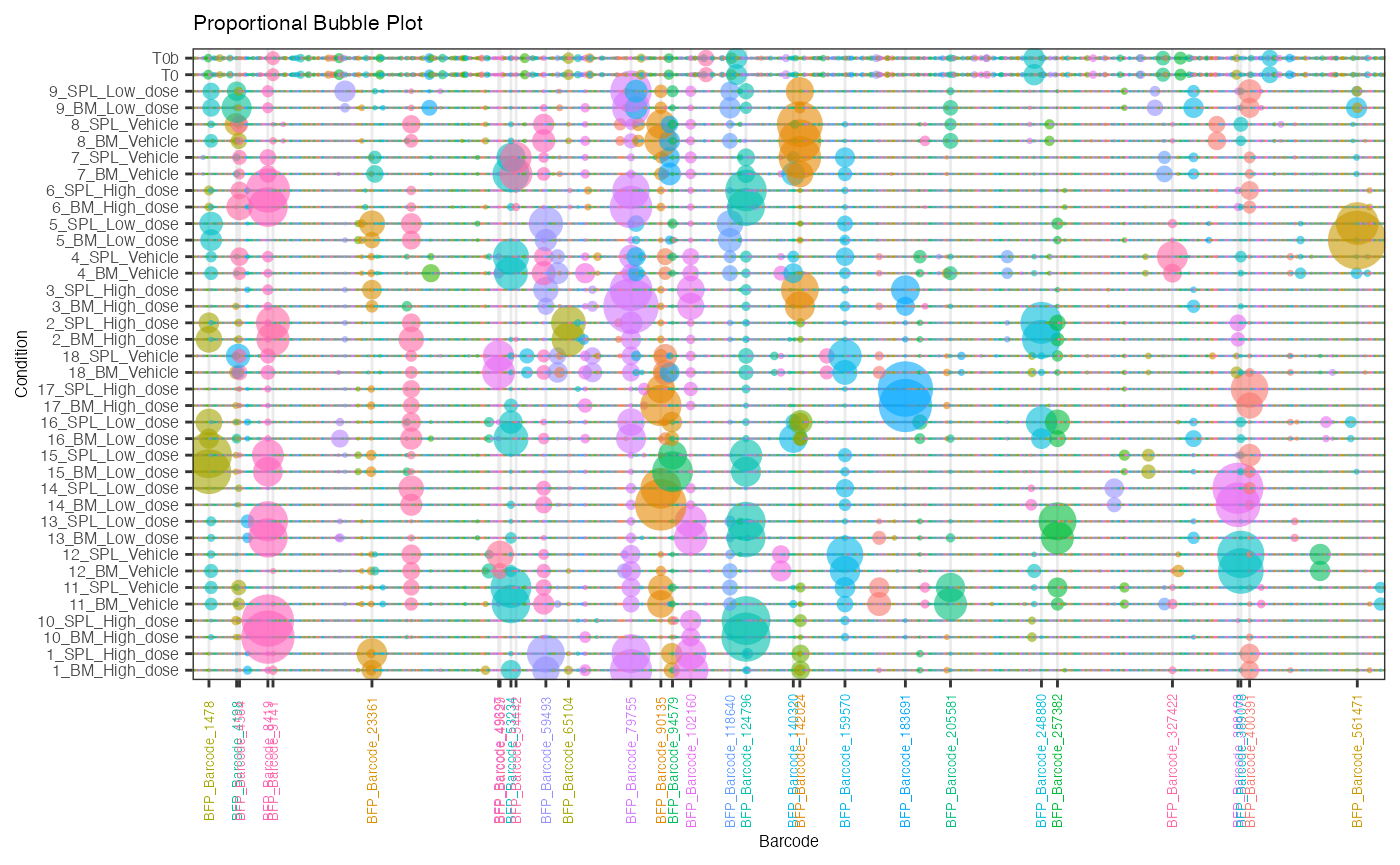 Proportional Bubble Plot
Condition
T0b
T0
9_SPL_Low_dose
9_BM_Low_dose
8_SPL_Vehicle
8_BM_Vehicle
7_SPL_Vehicle
7_BM_Vehicle
6_SPL_High_dose
6_BM_High_dose
5_SPL_Low_dose
5_BM_Low_dose
4_SPL_Vehicle
4_BM_Vehicle
3_SPL_High_dose
3_BM_High_dose
2_SPL_High_dose
2_BM_High_dose
18_SPL_Vehicle
18_BM_Vehicle
17_SPL_High_dose
17_BM_High_dose
16_SPL_Low_dose
16_BM_Low_dose
15_SPL_Low_dose
15_BM_Low_dose
14_SPL_Low_dose
14_BM_Low_dose
13_SPL_Low_dose
13_BM_Low_dose
12_SPL_Vehicle
12_BM_Vehicle
11_SPL_Vehicle
11_BM_Vehicle
10_SPL_High_dose
10_BM_High_dose
1_SPL_High_dose
1_BM_High_dose
BFP_Barcode_1478
BFP_Barcode_23361
BFP_Barcode_59493
BFP_Barcode_65104
BFP_Barcode_79755
BFP_Barcode_90135
BFP_Barcode_94579
BFP_Barcode_102160
BFP_Barcode_118640
BFP_Barcode_124796
BFP_Barcode_142024
BFP_Barcode_159570
BFP_Barcode_183691
BFP_Barcode_205581
BFP_Barcode_248880
BFP_Barcode_257382
BFP_Barcode_327422
BFP_Barcode_400391
BFP_Barcode_561471
Barcode